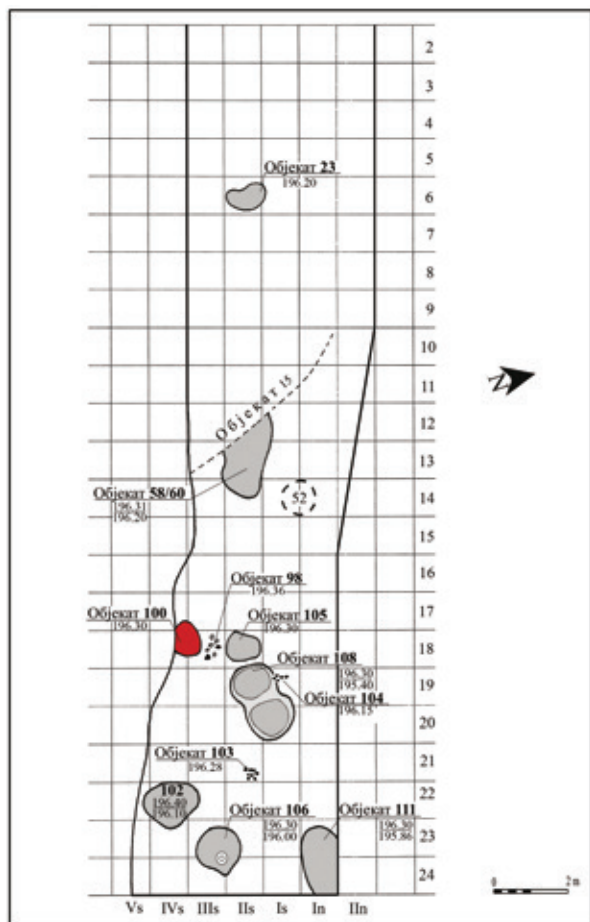 2
3
5
Објекат 23
196.20
6
7
8
9
10
11
Објекат 15
12
13
Објекат 58/60
196.31
196.20
52
14
15
16
Објекат 98
196.36
17
Објекат 100
196.30
Објекат 105
196.30
18
Објекат 108
196.30
195.40
19
Објекат 104
196.15
20
21
Објекат 103
196.28
22
102
196.40
196.10
Објекат 106
196.30
196.00
Објекат 111
196.30
195.86
23
24
Vs IVs IIIs IIs Is In IIn
N
0 2 m